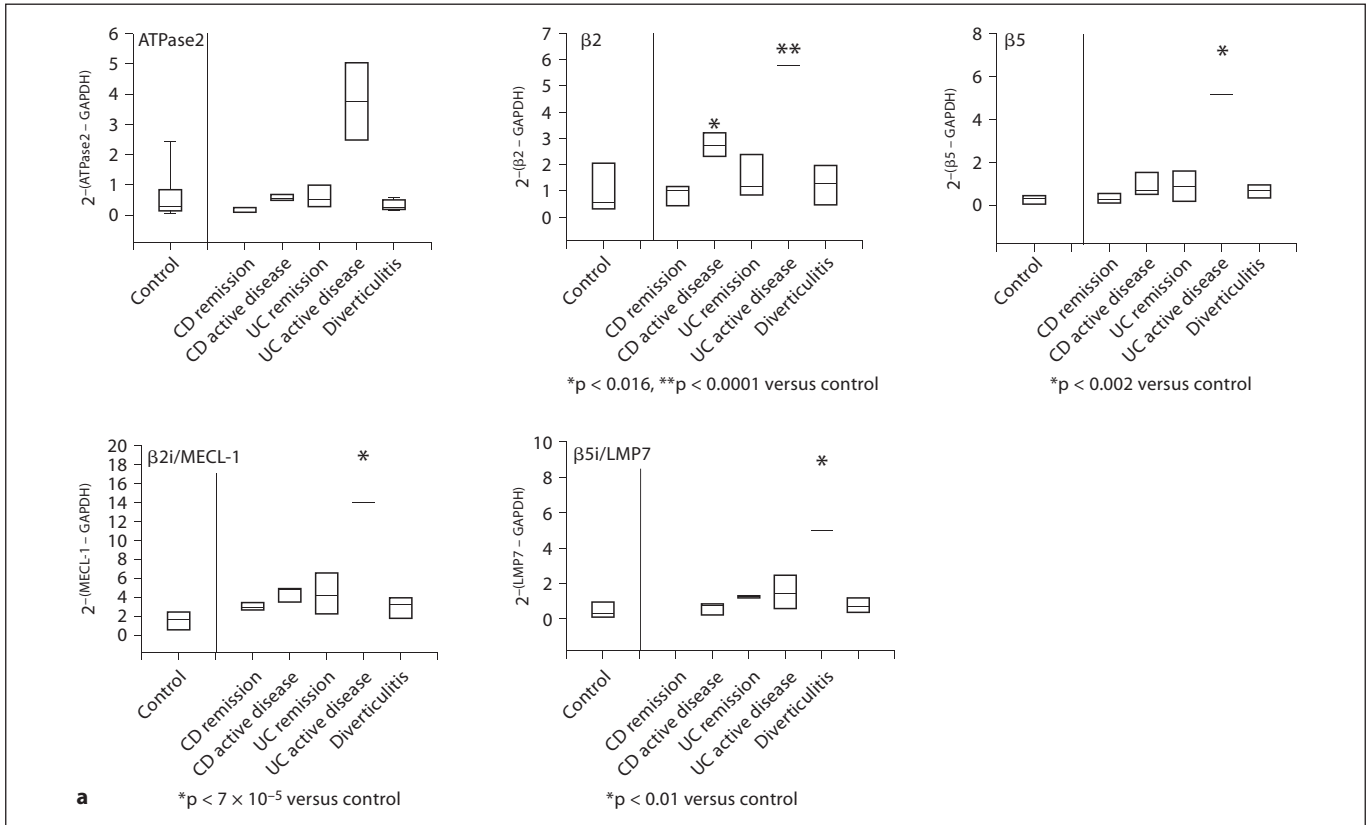 ATPase2
2–(ATPase2 – GAPDH)
6
5
4
3
2
1
0
Control
CD remission
CD active disease
UC remission
UC active disease
Diverticulitis
β2
2–(β2 – GAPDH)
7
6
5
4
3
2
1
0
*
**
Control
CD remission
CD active disease
UC remission
UC active disease
Diverticulitis
*p < 0.016, **p < 0.0001 versus control
β5
2–(β5 – GAPDH)
8
6
4
2
0
*
Control
CD remission
CD active disease
UC remission
UC active disease
Diverticulitis
*p < 0.002 versus control
β2i/MECL-1
2–(MECL-1 – GAPDH)
20
18
16
14
12
10
8
6
4
2
0
*
Control
CD remission
CD active disease
UC remission
UC active disease
Diverticulitis
a
*p < 7 × 10–5 versus control
β5i/LMP7
2–(LMP7 – GAPDH)
10
8
6
4
2
0
*
Control
CD remission
CD active disease
UC remission
UC active disease
Diverticulitis
*p < 0.01 versus control